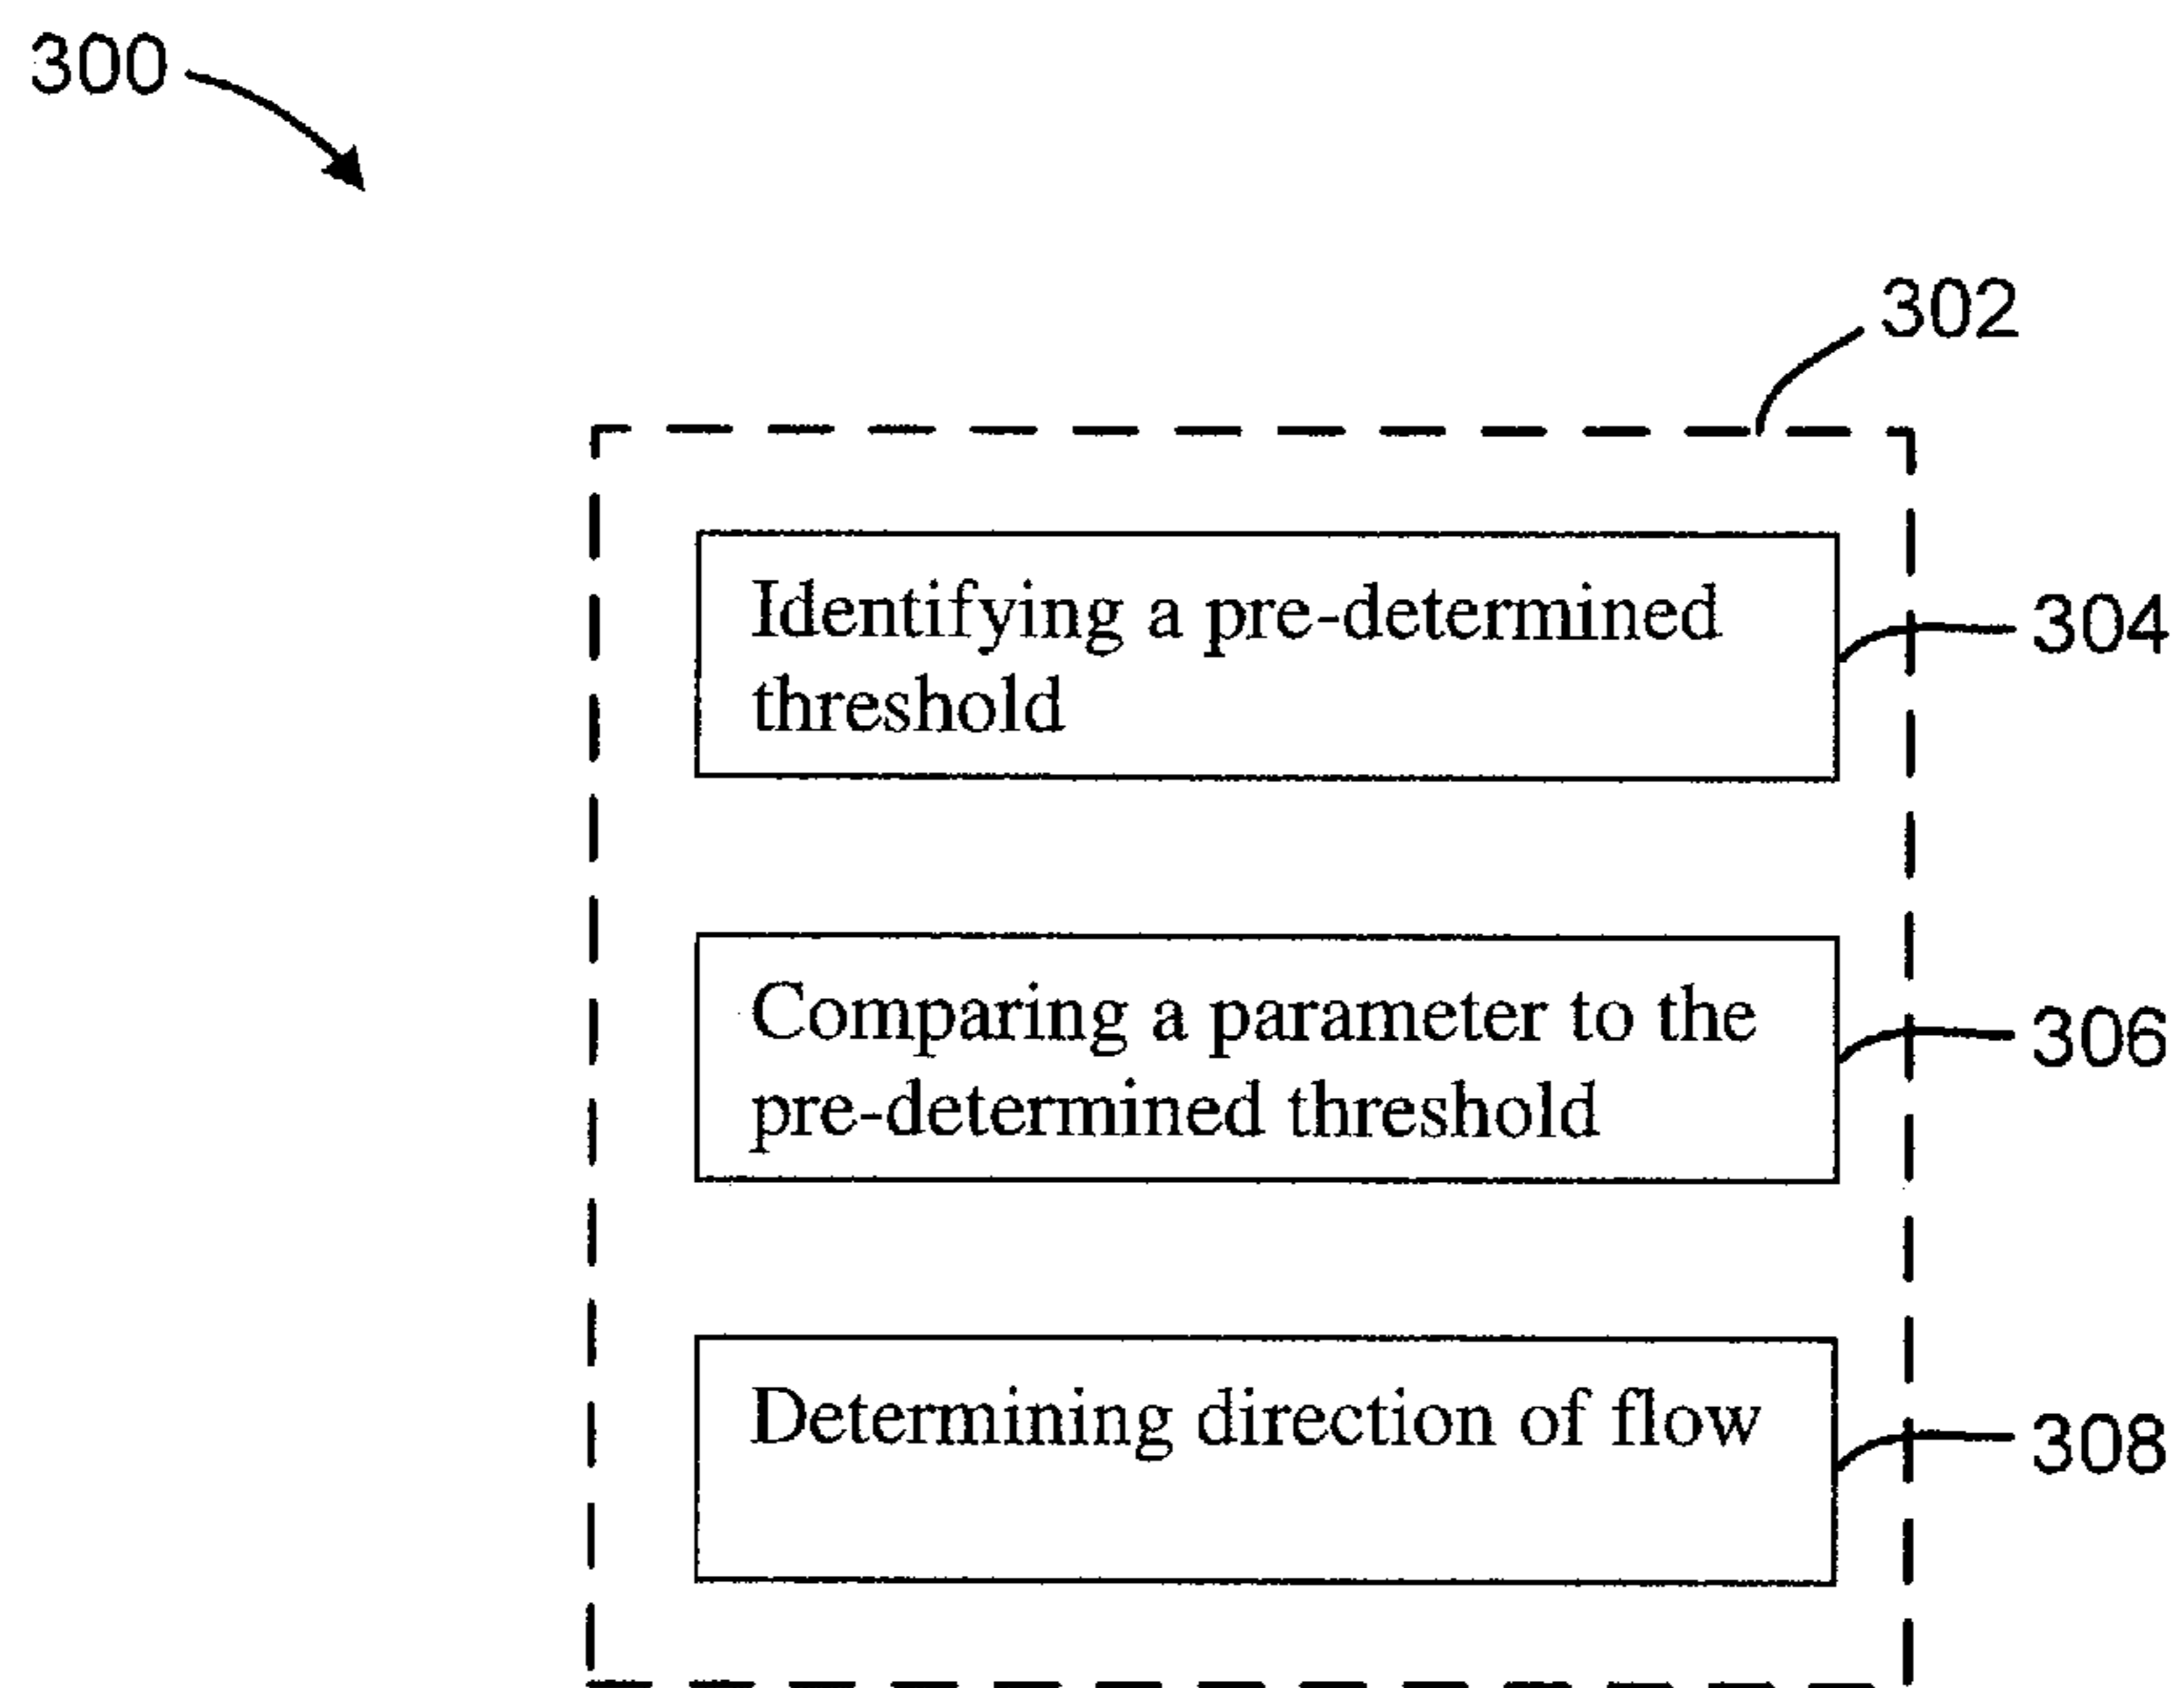 300
302
Identifying a pre-determined
threshold
304
Comparing a parameter to the
pre-determined threshold
306
Determining direction of flow
308